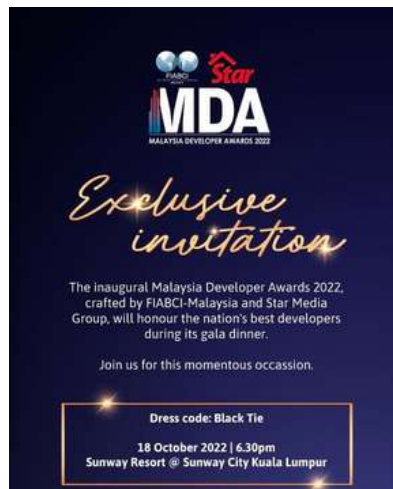 FIABCI
Star
MDA
MALAYSIA DEVELOPER AWARDS 2022
Exclusive
invitation
The inaugural Malaysia Developer Awards 2022,
crafted by FIABCI-Malaysia and Star Media
Group, will honour the nation's best developers
during its gala dinner.
Join us for this momentous occassion.
Dress code: Black Tie
18 October 2022 | 6.30pm
Sunway Resort @ Sunway City Kuala Lumpur